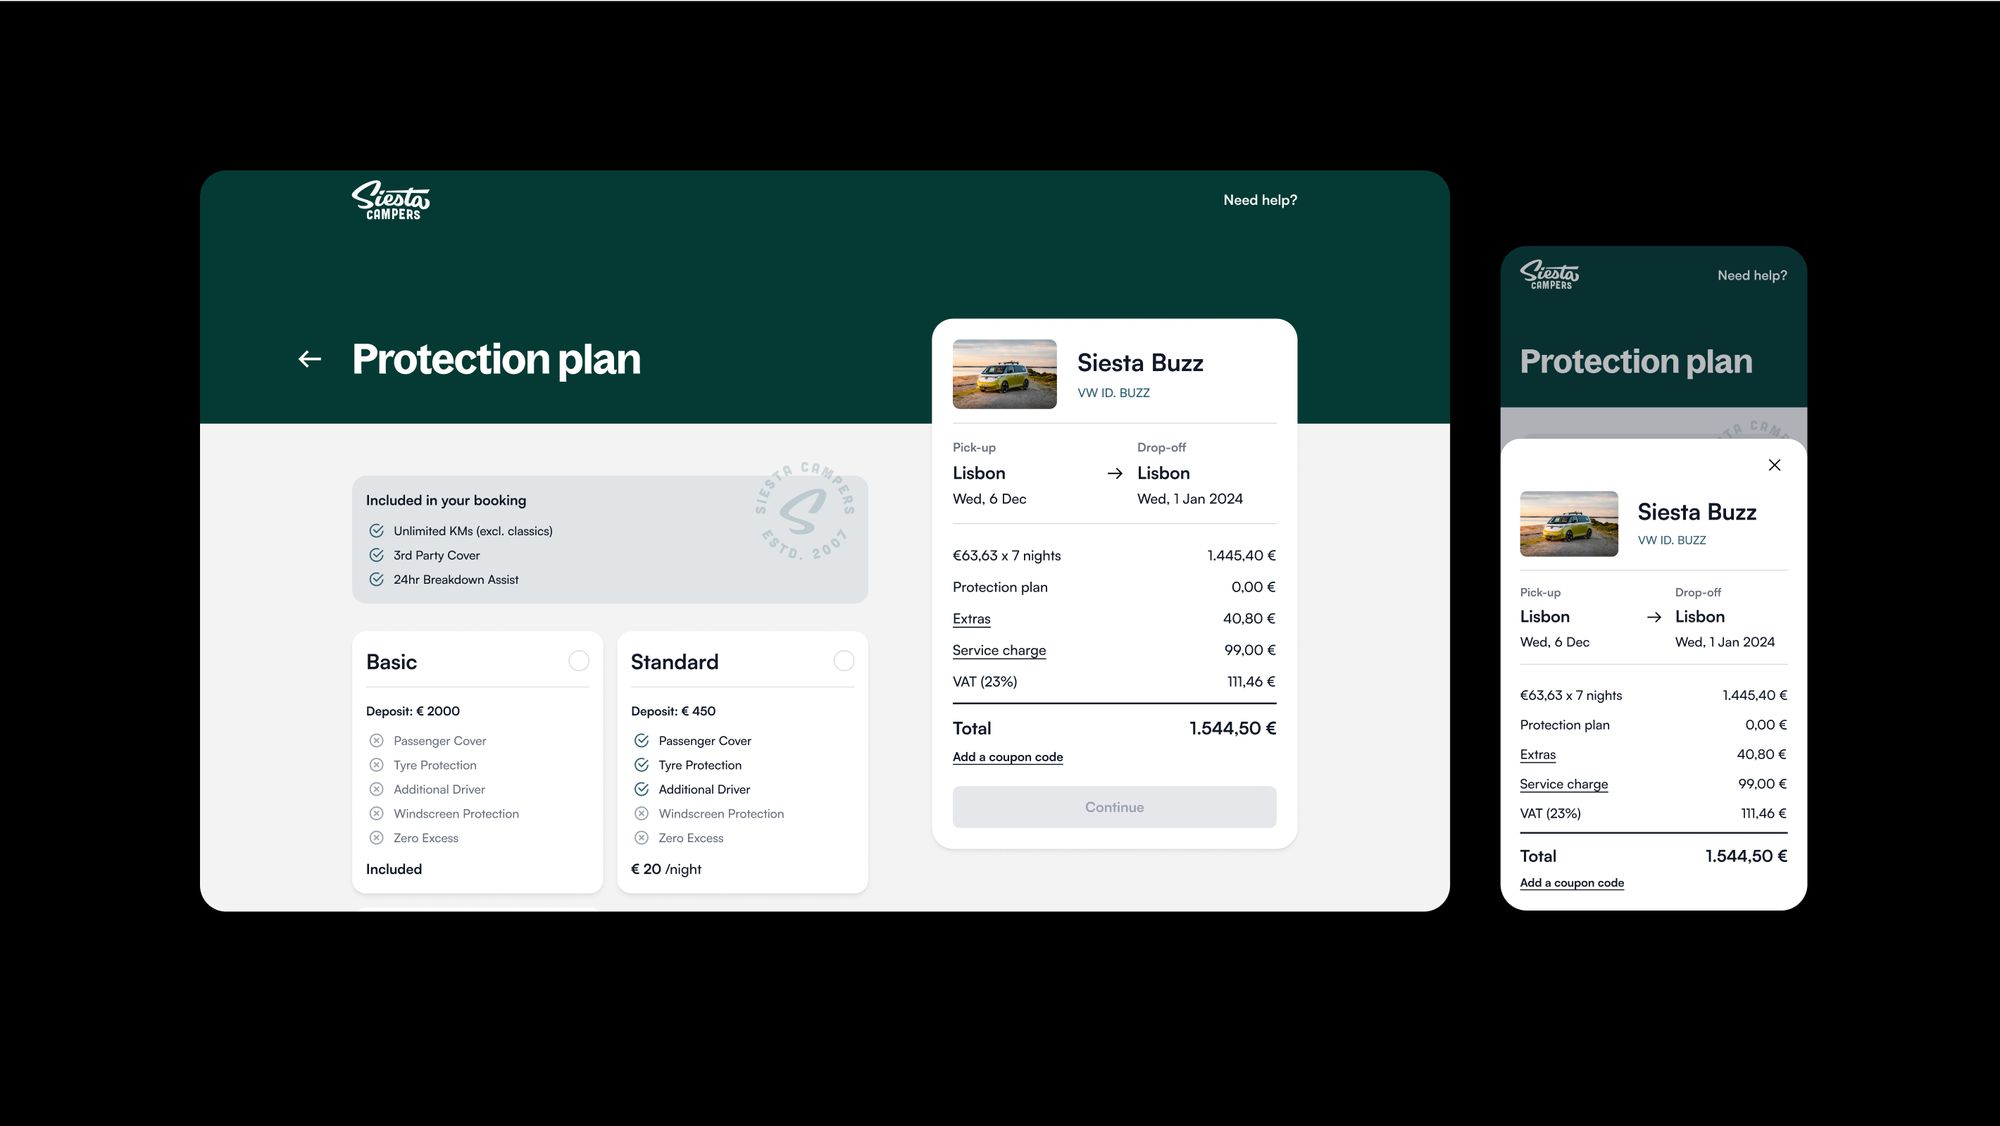 Siesta
CAMPERS
Need help?
Protection plan
Included in your booking
Unlimited KMs (excl. classics)
3rd Party Cover
24hr Breakdown Assist
SIESTA CAMPERS
S
ESTD. 2007
Basic
Deposit: € 2000
Passenger Cover
Tyre Protection
Additional Driver
Windscreen Protection
Zero Excess
Included
Standard
Deposit: € 450
Passenger Cover
Tyre Protection
Additional Driver
Windscreen Protection
Zero Excess
€ 20 /night
Siesta Buzz
VW ID. BUZZ
Pick-up
Lisbon
Wed, 6 Dec
Drop-off
Lisbon
Wed, 1 Jan 2024
€63,63 x 7 nights 1.445,40 €
Protection plan 0,00 €
Extras 40,80 €
Service charge 99,00 €
VAT (23%) 111,46 €
Total 1.544,50 €
Add a coupon code
Continue
Siesta
CAMPERS
Need help?
Protection plan
SIESTA CAMPERS
Siesta Buzz
VW ID. BUZZ
Pick-up
Lisbon
Wed, 6 Dec
Drop-off
Lisbon
Wed, 1 Jan 2024
€63,63 x 7 nights 1.445,40 €
Protection plan 0,00 €
Extras 40,80 €
Service charge 99,00 €
VAT (23%) 111,46 €
Total 1.544,50 €
Add a coupon code